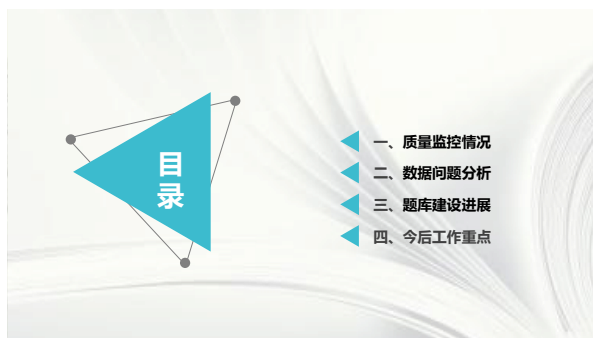 目
录
一、质量监控情况
二、数据问题分析
三、题库建设进展
四、今后工作重点